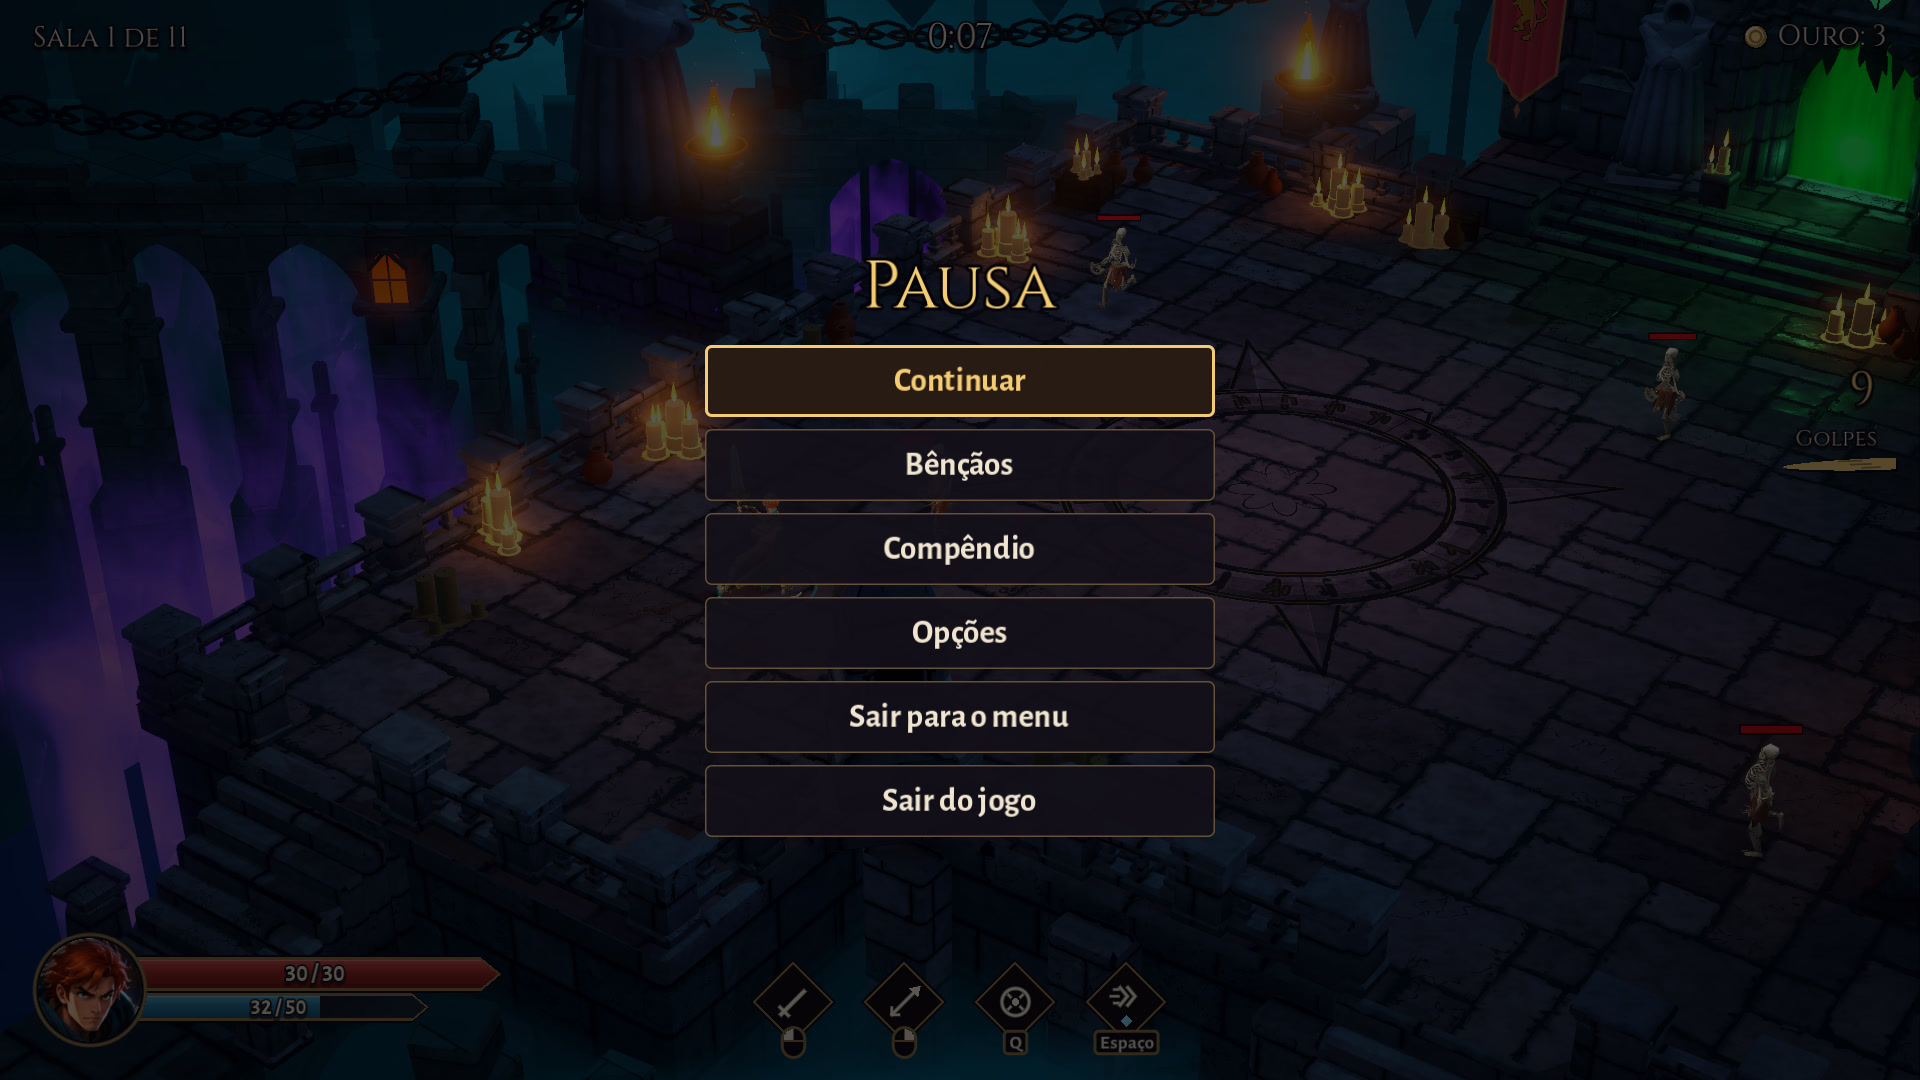 Sala 1 de 11
0:07
Ouro: 3
Pausa
Continuar
Bênçãos
Compêndio
Opções
Sair para o menu
Sair do jogo
9
Golpes
30/30
32/50
Q
Espaço